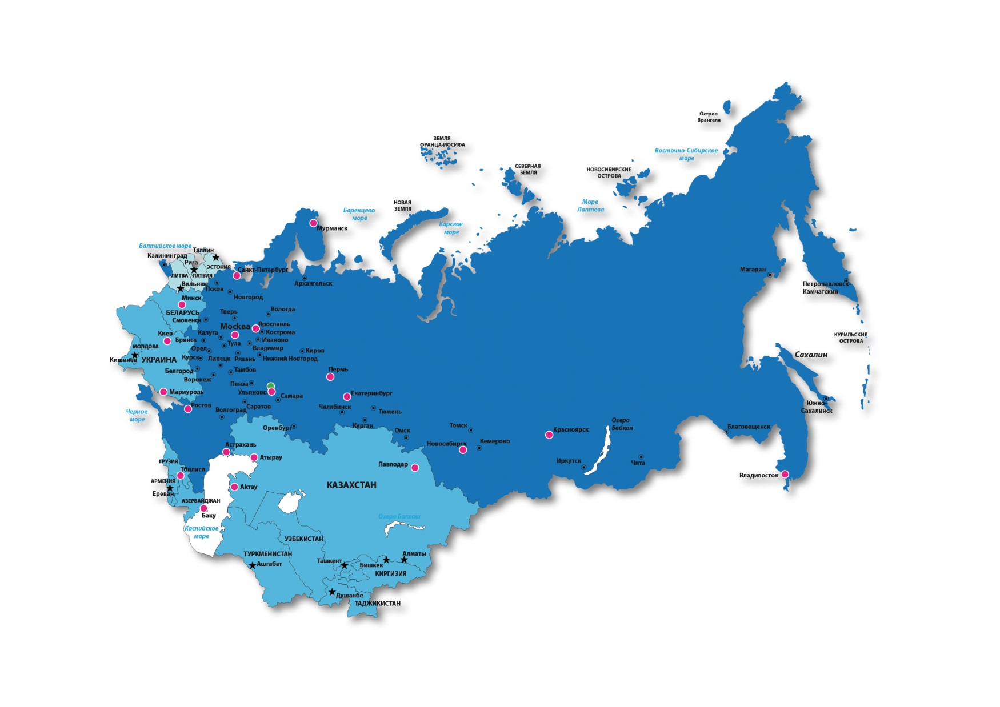 Остров
Врангеля
ЗЕМЛЯ
ФРАНЦА-ИОСИФА
Восточно-Сибирское
море
СЕВЕРНАЯ
ЗЕМЛЯ
НОВОСИБИРСКИЕ
ОСТРОВА
НОВАЯ
ЗЕМЛЯ
Баренцево
море
Море
Лаптева
Карское
море
Мурманск
Балтийское море
Таллин
Калининград
Рига
ЭСТОНИЯ
Санкт-Петербург
ЛИТВА
ЛАТВИЯ
Вильнюс
Псков
Архангельск
Магадан
Петропавловск-
Камчатский
Минск
Новгород
БЕЛАРУСЬ
Тверь
Вологда
Смоленск
Москва
Ярославль
Киев
Калуга
Кострома
КУРИЛЬСКИЕ
ОСТРОВА
Брянск
Иваново
МОЛДОВА
Орел
Тула
Владимир
Киров
Сахалин
Кишинев
УКРАИНА
Курск
Липецк
Рязань
Нижний Новгород
Белгород
Тамбов
Пермь
Воронеж
Пенза
Мариуроль
Ульяновск
Самара
Екатеринбург
Ростов
Саратов
Челябинск
Тюмень
Южно-
Сахалинск
Черное
море
Волгоград
Оренбург
Курган
Омск
Томск
Красноярск
Озеро
Байкал
Благовещенск
Астрахань
Новосибирск
Кемерово
Атырау
Павлодар
Иркутск
Чита
ГРУЗИЯ
Тбилиси
Владивосток
АРМЕНИЯ
Ереван
Актау
КАЗАХСТАН
АЗЕРБАЙДЖАН
Баку
Озеро Балхаш
Каспийское
море
УЗБЕКИСТАН
ТУРКМЕНИСТАН
Ашгабат
Ташкент
Бишкек
Алматы
КИРГИЗИЯ
Душанбе
ТАДЖИКИСТАН